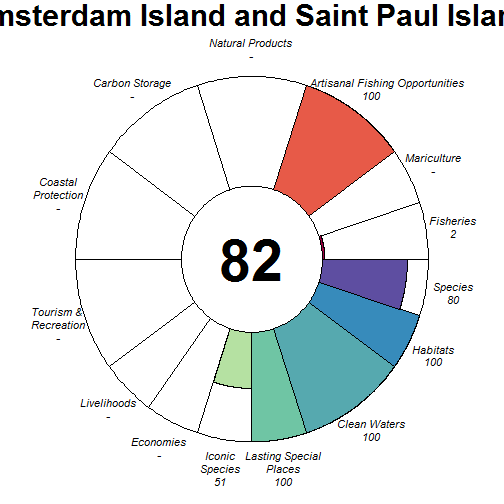 msterdam Island and Saint Paul Islan
Natural Products
-
Carbon Storage
-
Artisanal Fishing Opportunities
100
Mariculture
-
Coastal
Protection
-
Fisheries
2
82
Species
80
Tourism &
Recreation
-
Habitats
100
Livelihoods
-
Clean Waters
100
Economies
-
Iconic
Species
51
Lasting Special
Places
100